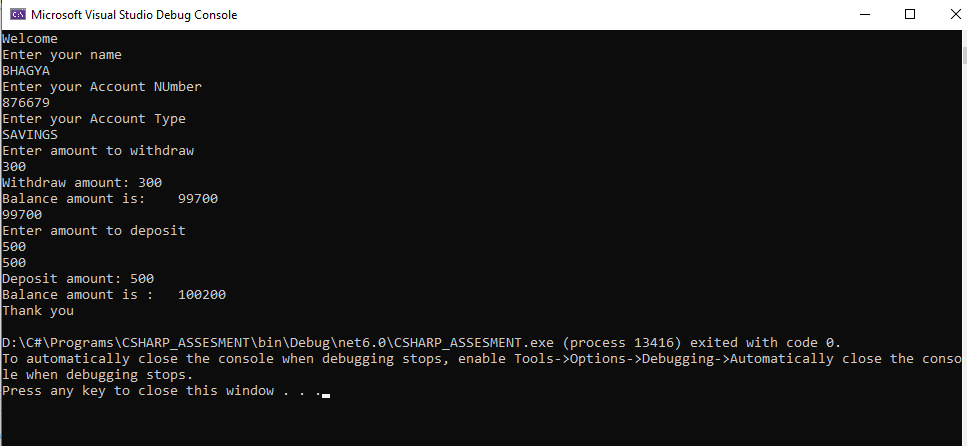 Microsoft Visual Studio Debug Console
Welcome
Enter your name
BHAGYA
Enter your Account NUmber
876679
Enter your Account Type
SAVINGS
Enter amount to withdraw
300
Withdraw amount: 300
Balance amount is:    99700
99700
Enter amount to deposit
500
500
Deposit amount: 500
Balance amount is :   100200
Thank you
D:\C#\Programs\CSHARP_ASSESMENT\bin\Debug\net6.0\CSHARP_ASSESMENT.exe (process 13416) exited with code 0.
To automatically close the console when debugging stops, enable Tools->Options->Debugging->Automatically close the conso
le when debugging stops.
Press any key to close this window . . .